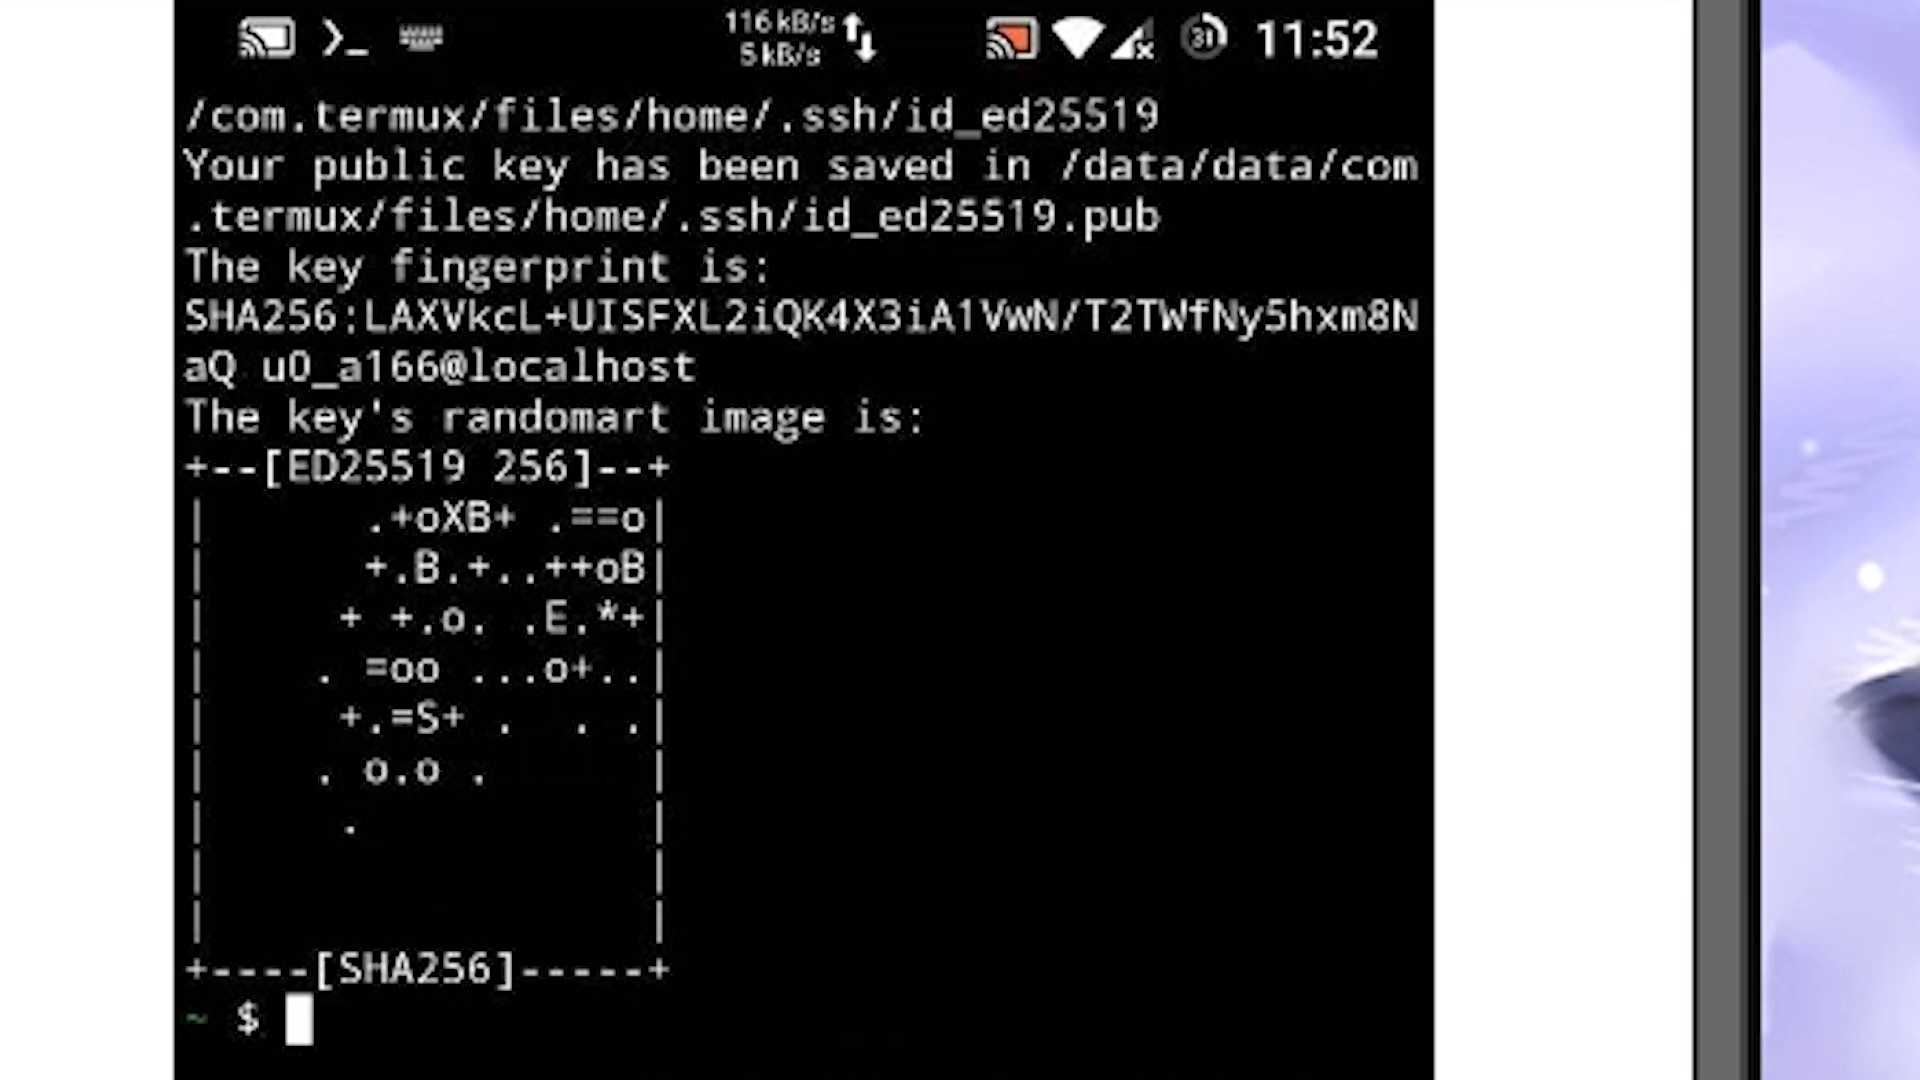 116 kB/s
5 kB/s
31
11:52
/com.termux/files/home/.ssh/id_ed25519
Your public key has been saved in /data/data/com
.termux/files/home/.ssh/id_ed25519.pub
The key fingerprint is:
SHA256:LAXVkcL+UISFXL2iQK4X3iA1VwN/T2TWfNy5hxm8N
aQ u0_a166@localhost
The key's randomart image is:
+--[ED25519 256]--+
|      .+oXB+ .==o|
|      +.B.+..++oB|
|     + +.o. .E.*+|
|    . =oo ...o+..|
|     +.=S+ .  . .|
|    . o.o .      |
|     .           |
|                 |
|                 |
+----[SHA256]-----+
~ $